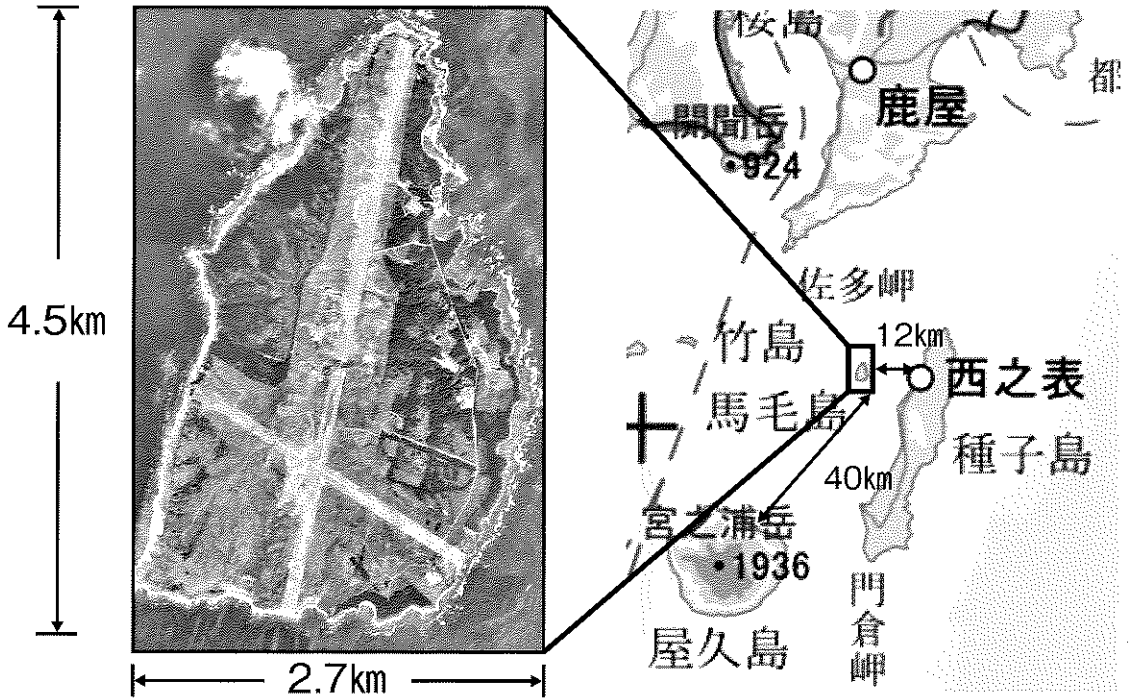 4.5km
2.7km
桜島
鹿屋
都
開聞岳
924
佐多岬
竹島
12km
西之表
馬毛島
種子島
40km
宮之浦岳
1936
門倉岬
屋久島